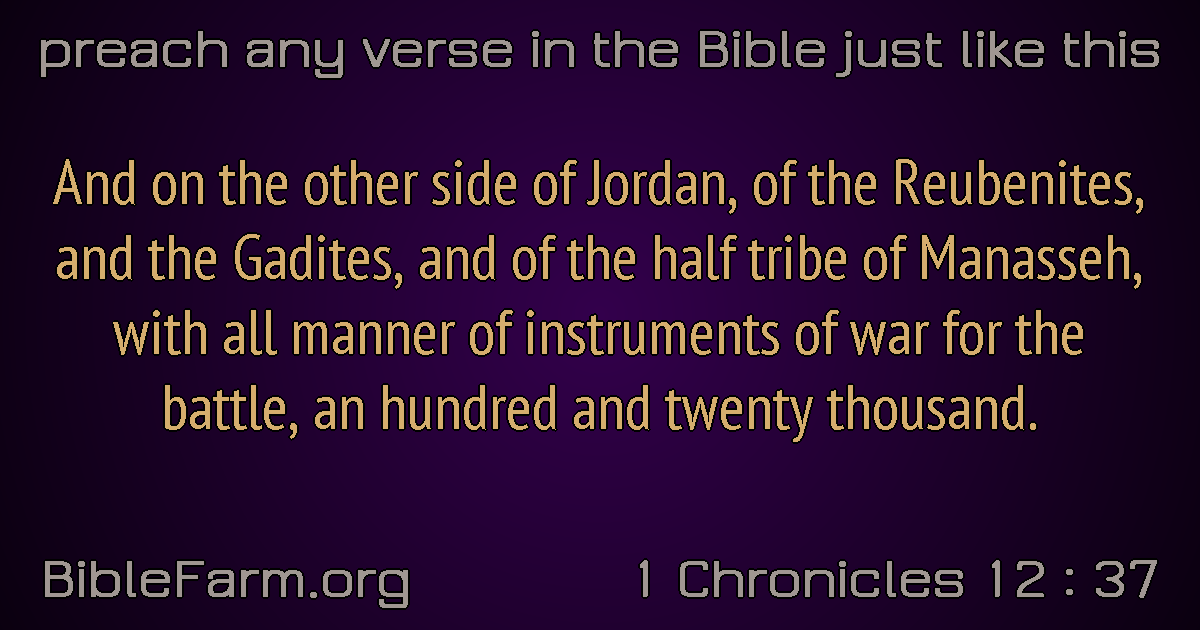 preach any verse in the Bible just like this
And on the other side of Jordan, of the Reubenites,
and the Gadites, and of the half tribe of Manasseh,
with all manner of instruments of war for the
battle, an hundred and twenty thousand.
BibleFarm.org
1 Chronicles 12 : 37